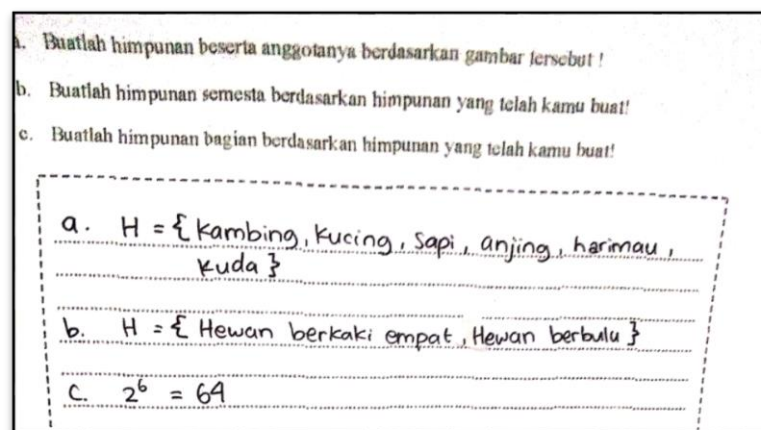 a. Buatlah himpunan beserta anggotanya berdasarkan gambar tersebut !
b. Buatlah himpunan semesta berdasarkan himpunan yang telah kamu buat!
c. Buatlah himpunan bagian berdasarkan himpunan yang telah kamu buat!
a. H = { Kambing, Kucing, Sapi, anjing, harimau,
Kuda }
b. H = { Hewan berkaki empat, Hewan berbulu }
C. 2⁶ = 64